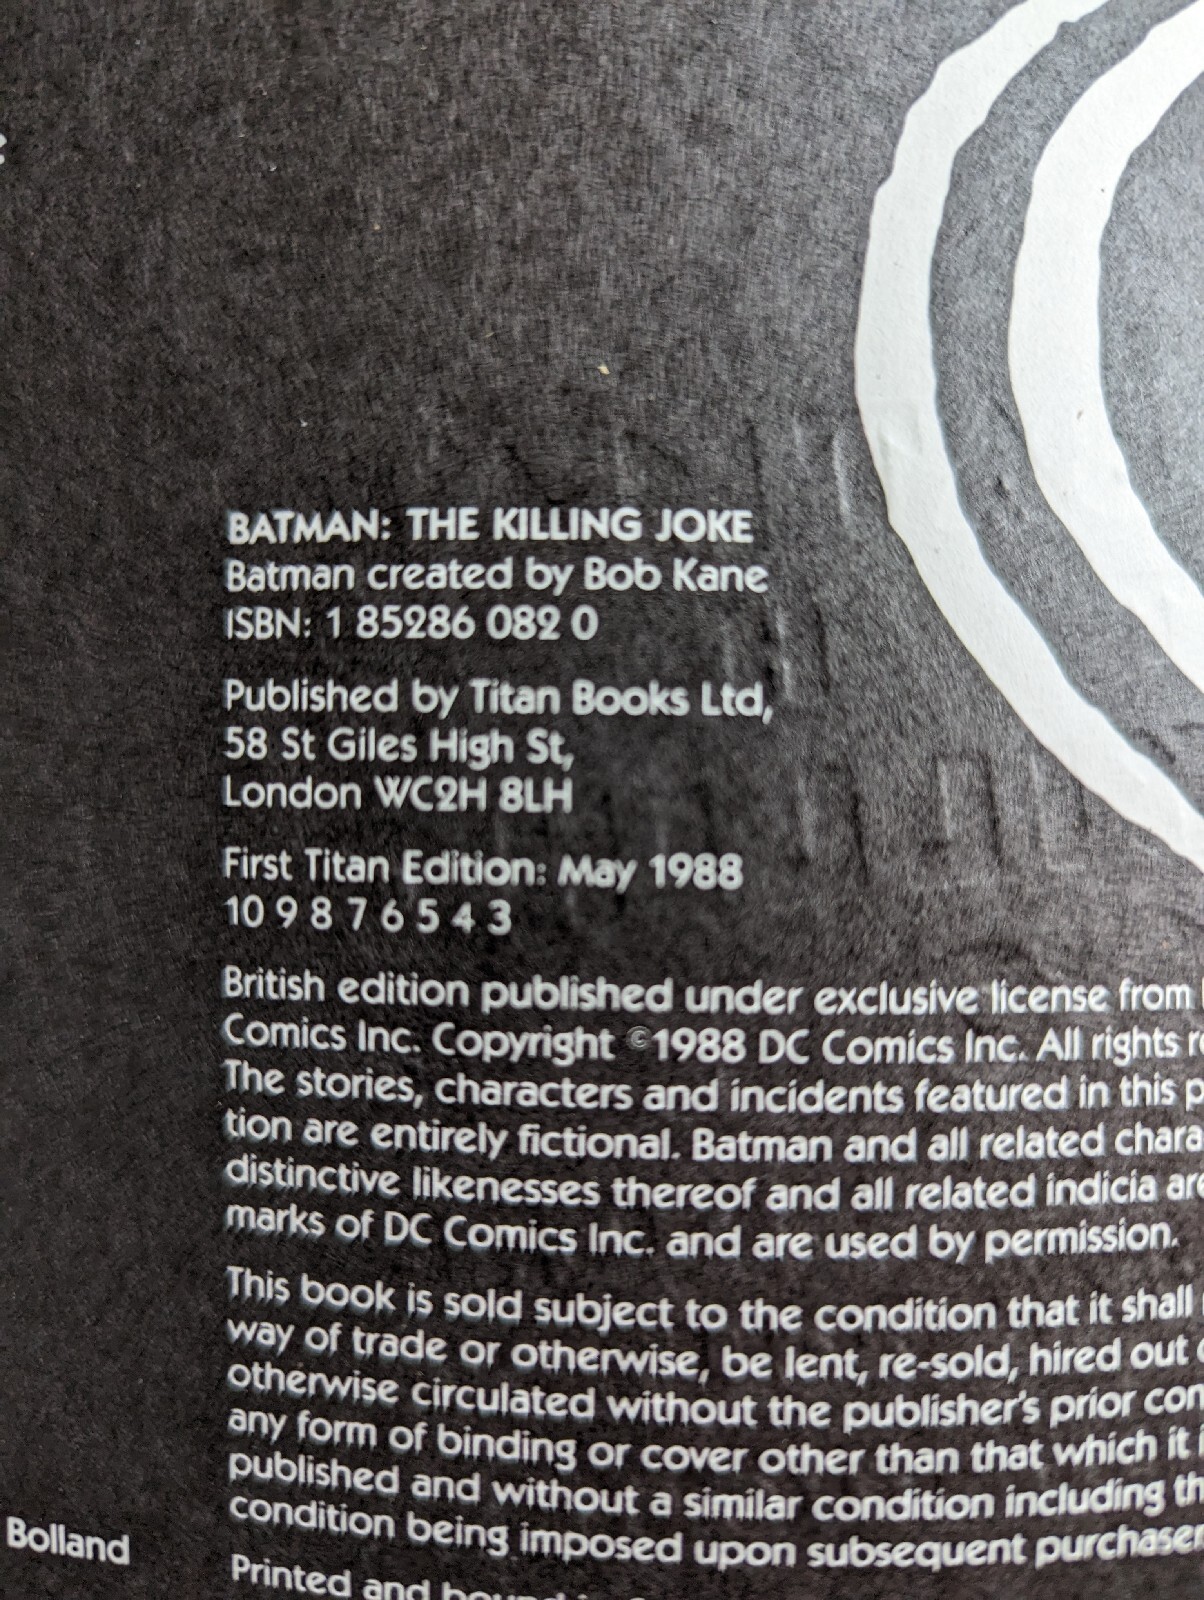 BATMAN: THE KILLING JOKE
Batman created by Bob Kane
ISBN: 1 85286 082 0
Published by Titan Books Ltd,
58 St Giles High St,
London WC2H 8LH
First Titan Edition: May 1988
10 9 8 7 6 5 4 3
British edition published under exclusive license from
Comics Inc. Copyright ©1988 DC Comics Inc. All rights
The stories, characters and incidents featured in this
tion are entirely fictional. Batman and all related
distinctive likenesses thereof and all related indicia
marks of DC Comics Inc. and are used by permission.
This book is sold subject to the condition that it shall
way of trade or otherwise, be lent, re-sold, hired out
otherwise circulated without the publisher's prior
any form of binding or cover other than that which it
published and without a similar condition including
condition being imposed upon subsequent
Bolland
Printed and